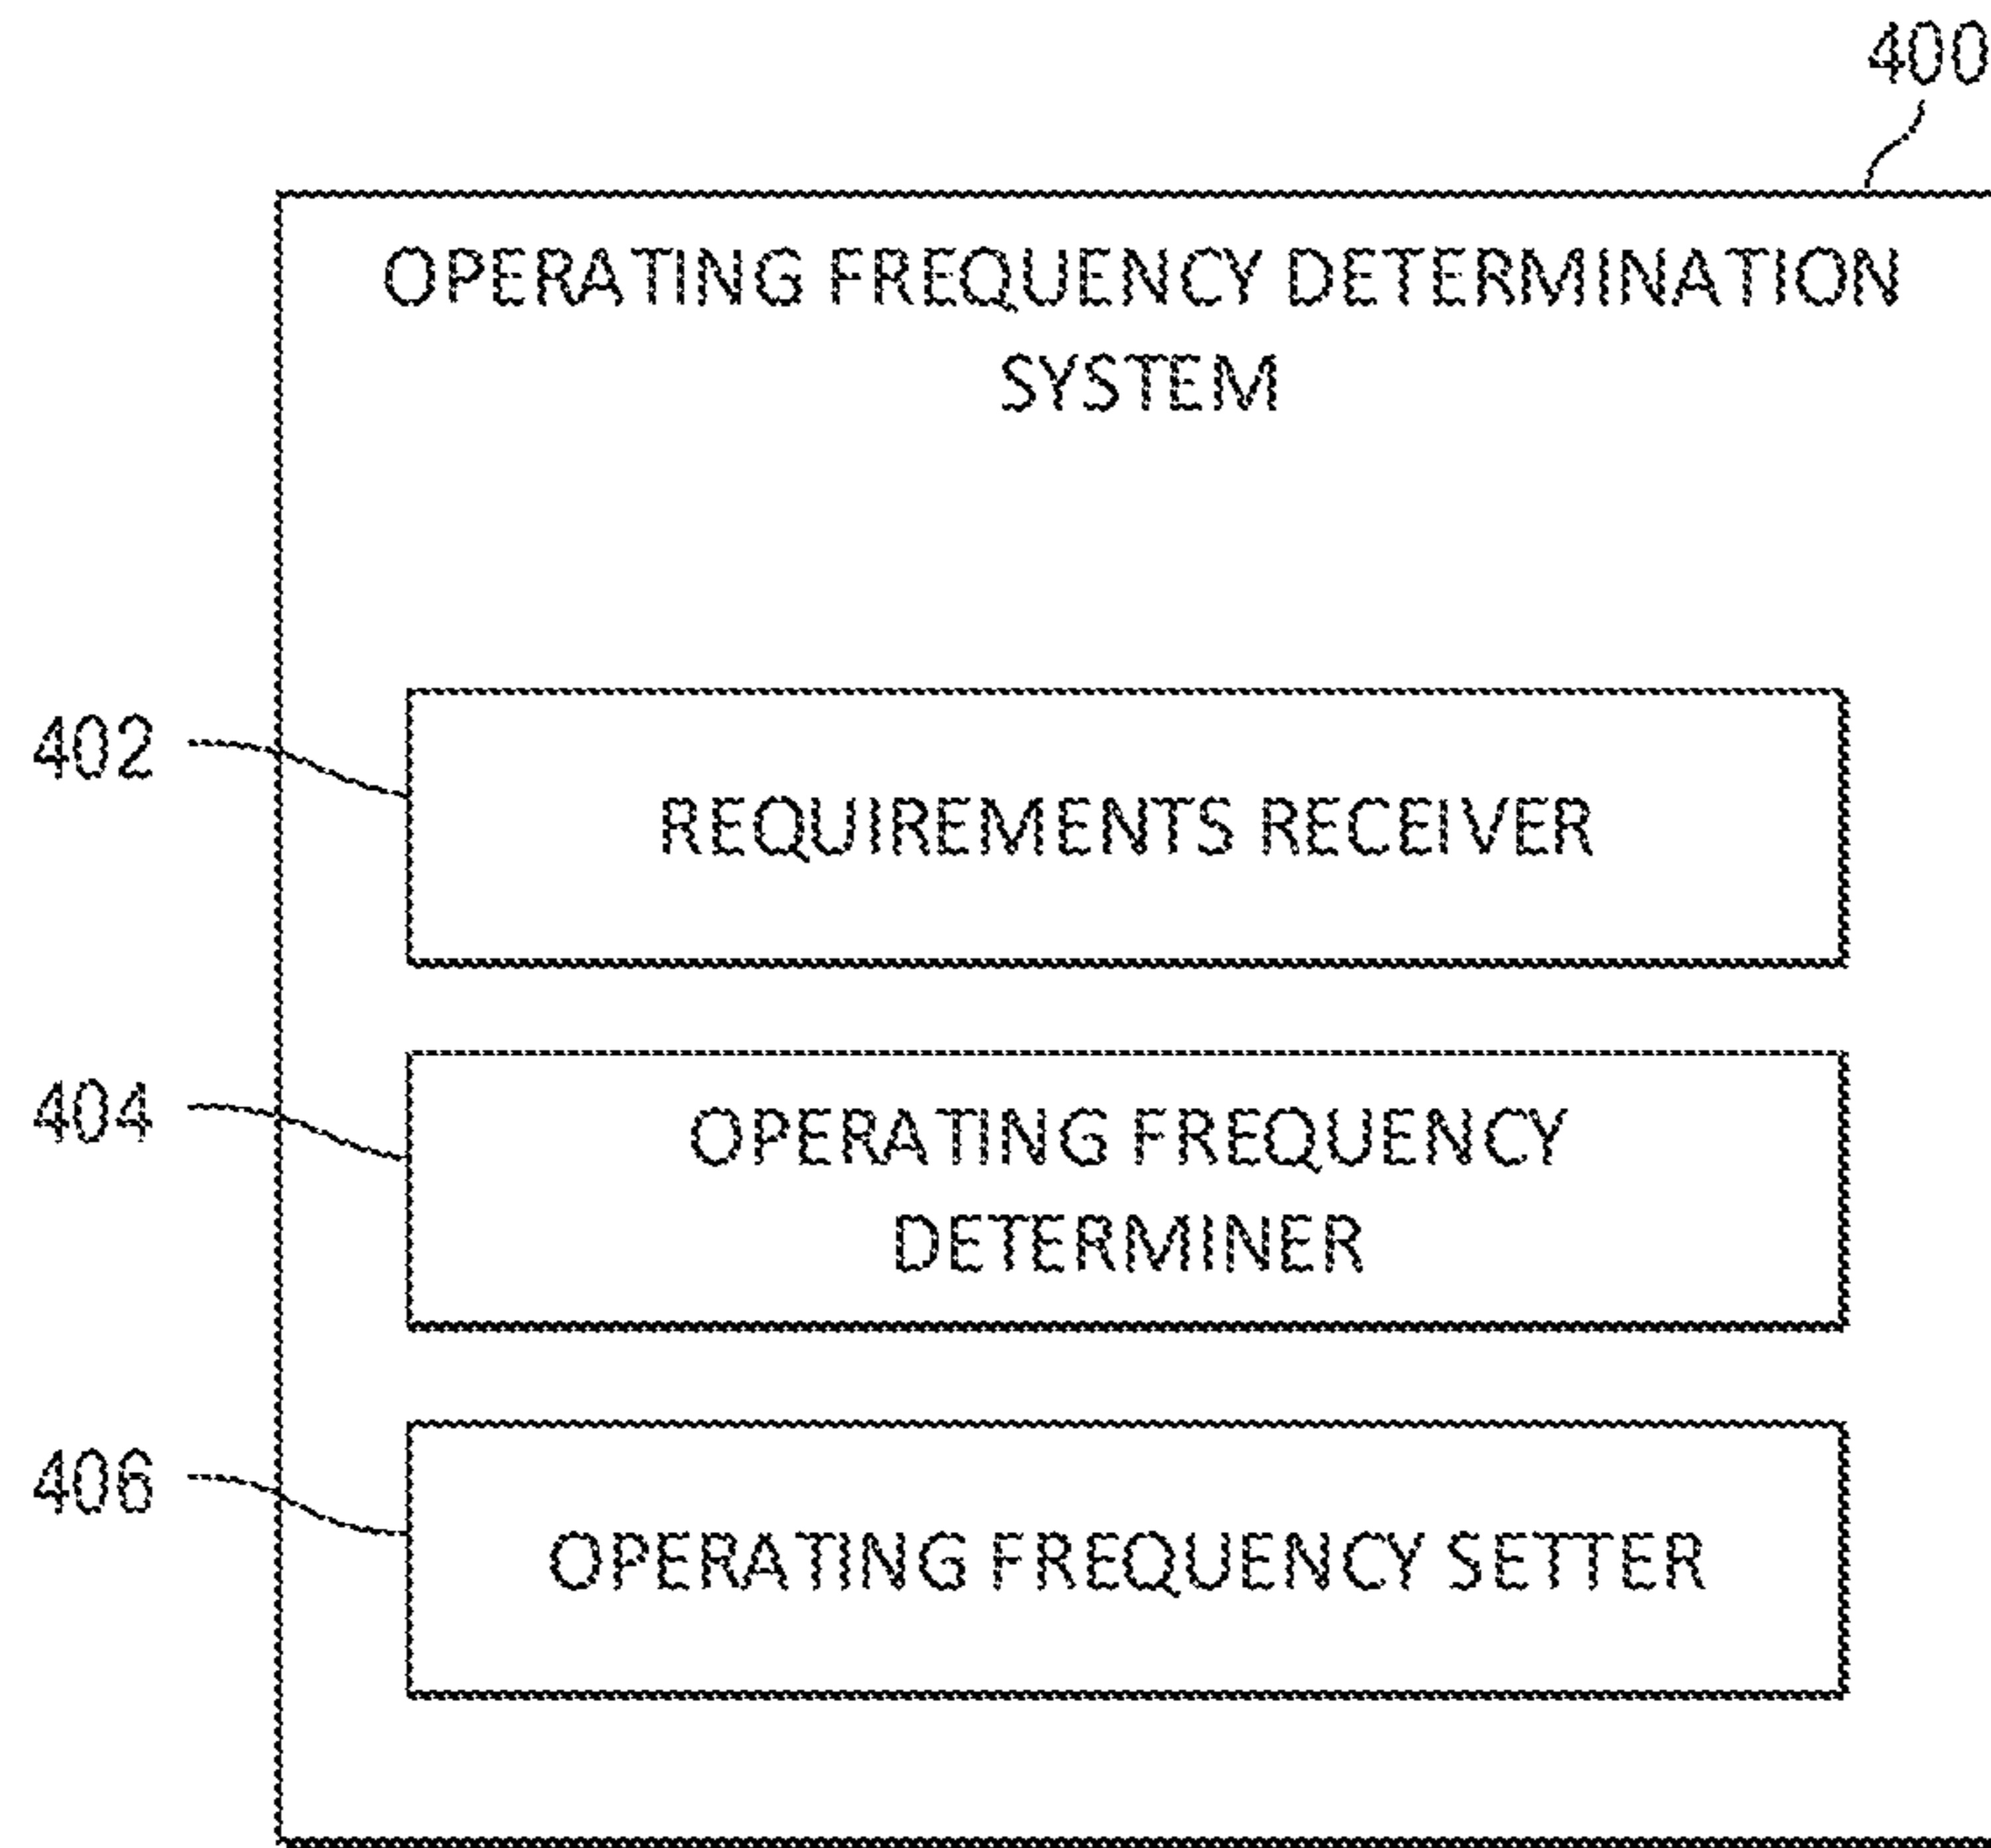 400
OPERATING FREQUENCY DETERMINATION
SYSTEM
402
REQUIREMENTS RECEIVER
404
OPERATING FREQUENCY
DETERMINER
406
OPERATING FREQUENCY SETTER